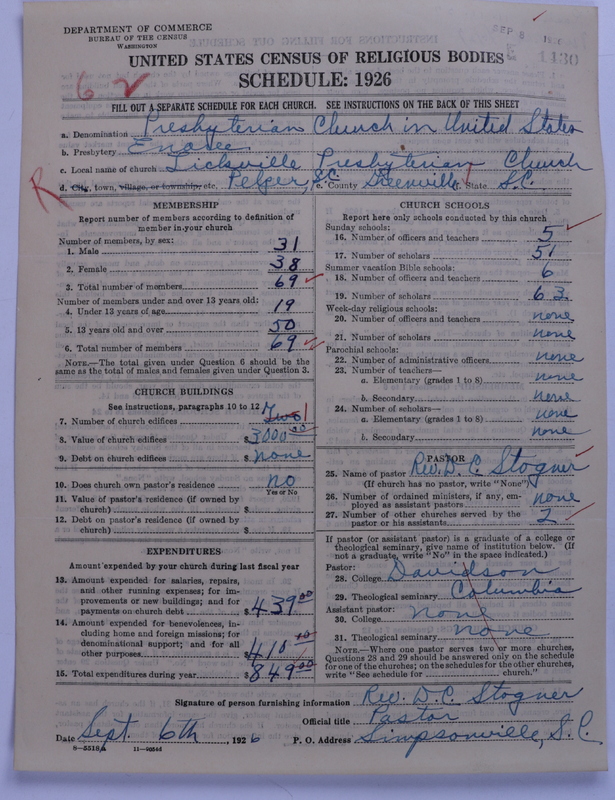 DEPARTMENT OF COMMERCE
BUREAU OF THE CENSUS
WASHINGTON
SEP 8
1430
UNITED STATES CENSUS OF RELIGIOUS BODIES
SCHEDULE: 1926
FILL OUT A SEPARATE SCHEDULE FOR EACH CHURCH. SEE INSTRUCTIONS ON THE BACK OF THIS SHEET
a. Denomination Presbyterian Church in United States
b. Presbytery Enoree
c. Local name of church Licksville Presbyterian Church
R d. City, town, village, or township, etc. Pelzer, S.C. e. County Greenville f. State S.C.
MEMBERSHIP
Report number of members according to definition of member in your church
Number of members, by sex:
1. Male 31
2. Female 38
3. Total number of members 69
Number of members under and over 13 years old:
4. Under 13 years of age 19
5. 13 years old and over 50
6. Total number of members 69
NOTE.—The total given under Question 6 should be the
same as the total of males and females given under Question 3.
CHURCH BUILDINGS
See instructions, paragraphs 10 to 12
7. Number of church edifices Two 1
8. Value of church edifices $ 3000 00
9. Debt on church edifices $ none
10. Does church own pastor's residence no
Yes or No
11. Value of pastor's residence (if owned by
church) $
12. Debt on pastor's residence (if owned by
church) $
EXPENDITURES
Amount expended by your church during last fiscal year
13. Amount expended for salaries, repairs,
and other running expenses; for im-
provements or new buildings; and for
payments on church debt $ 439 00
14. Amount expended for benevolences, in-
cluding home and foreign missions; for
denominational support; and for all
other purposes $ 410
15. Total expenditures during year $ 849 00
CHURCH SCHOOLS
Report here only schools conducted by this church
Sunday schools:
16. Number of officers and teachers 5
17. Number of scholars 51
Summer vacation Bible schools:
18. Number of officers and teachers 6
19. Number of scholars 63
Week-day religious schools:
20. Number of officers and teachers none
21. Number of scholars none
Parochial schools:
22. Number of administrative officers none
23. Number of teachers—
a. Elementary (grades 1 to 8) none
b. Secondary none
24. Number of scholars—
a. Elementary (grades 1 to 8) none
b. Secondary none
PASTOR
25. Name of pastor Rev. D. C. Stogner
(If church has no pastor, write "None")
26. Number of ordained ministers, if any, em-
ployed as assistant pastors none
27. Number of other churches served by the
pastor or his assistants 2
If pastor (or assistant pastor) is a graduate of a college or
theological seminary, give name of institution below. (If
not a graduate, write "No" in the space indicated.)
Pastor:
28. College Davidson
29. Theological seminary Columbia
Assistant pastor:
30. College None
31. Theological seminary none
NOTE.—Where one pastor serves two or more churches,
Questions 28 and 29 should be answered only on the schedule
for one of the churches; on the schedules for the other churches,
write "See schedule for church."
Signature of person furnishing information Rev. D. C. Stogner
Official title Pastor
Date Sept. 6th, 1926 P. O. Address Simpsonville, S.C.
8-5518a 11-9054d